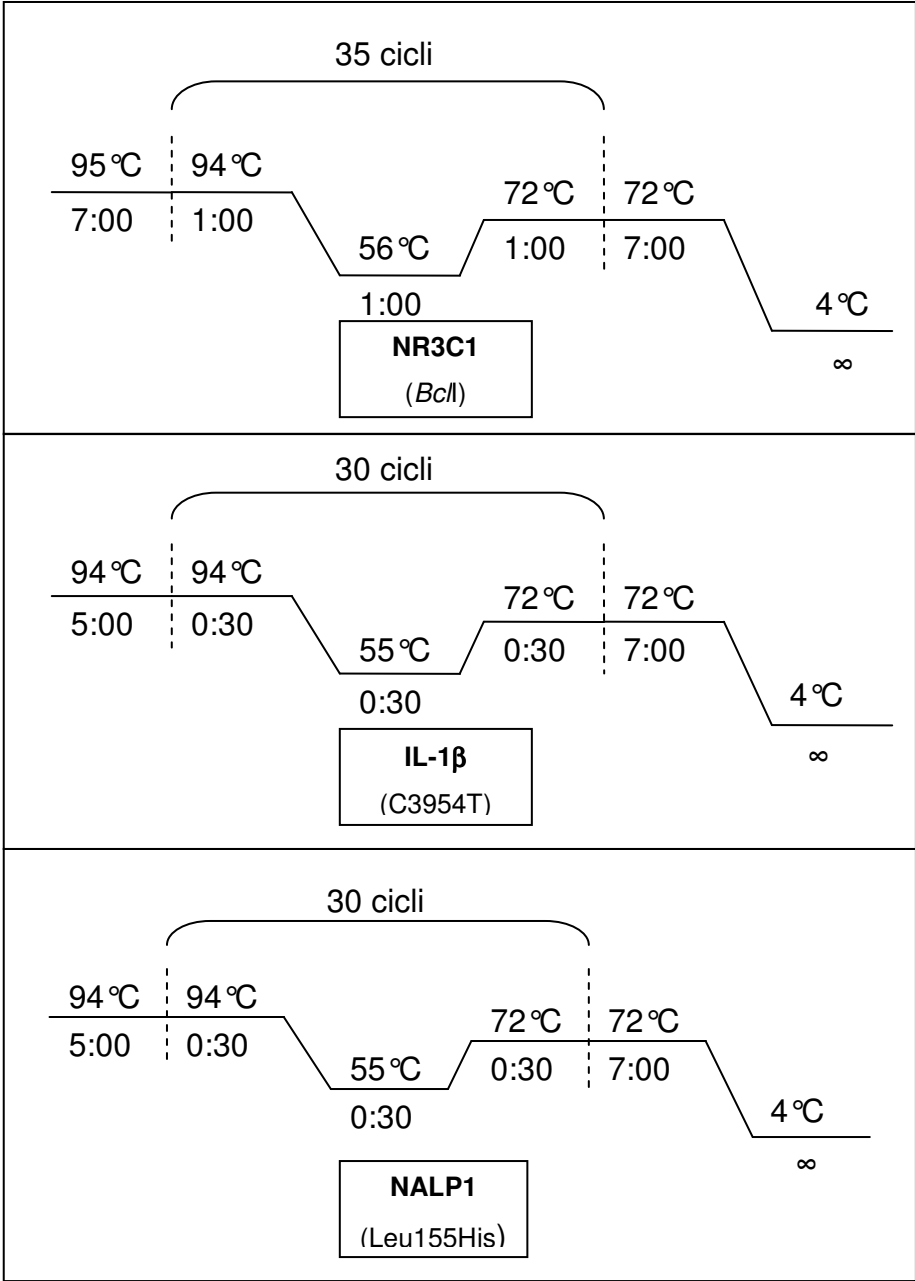 35 cicli
95°C 94°C
72°C 72°C
7:00 1:00
56°C
1:00 7:00
1:00
4°C
∞
NR3C1
(BclI)
30 cicli
94°C 94°C
72°C 72°C
5:00 0:30
55°C
0:30 7:00
0:30
4°C
∞
IL-1β
(C3954T)
30 cicli
94°C 94°C
72°C 72°C
5:00 0:30
55°C
0:30 7:00
0:30
4°C
∞
NALP1
(Leu155His)